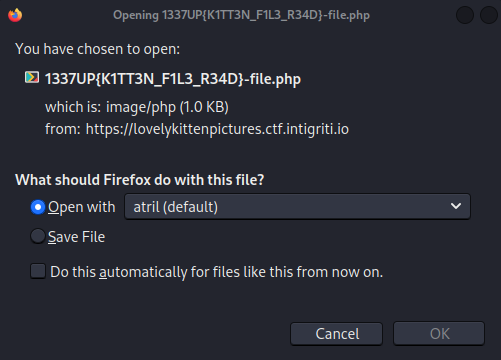 Opening 1337UP{K1TT3N_F1L3_R34D}-file.php
You have chosen to open:
1337UP{K1TT3N_F1L3_R34D}-file.php
which is: image/php (1.0 KB)
from: https://lovelykittenpictures.ctf.intigriti.io
What should Firefox do with this file?
Open with atril (default)
Save File
Do this automatically for files like this from now on.
Cancel OK